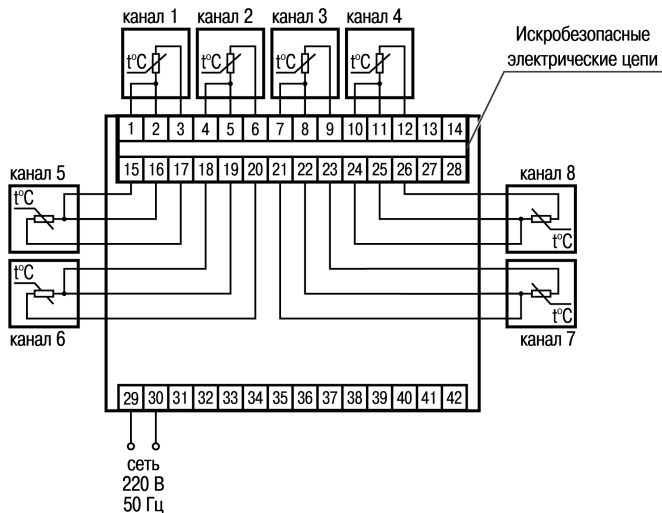 канал 1 канал 2 канал 3 канал 4
Искробезопасные
электрические цепи
t°C t°C t°C t°C
1 2 3 4 5 6 7 8 9 10 11 12 13 14
15 16 17 18 19 20 21 22 23 24 25 26 27 28
канал 5
t°C
канал 8
t°C
t°C
канал 6
t°C
канал 7
29 30 31 32 33 34 35 36 37 38 39 40 41 42
сеть
220 В
50 Гц